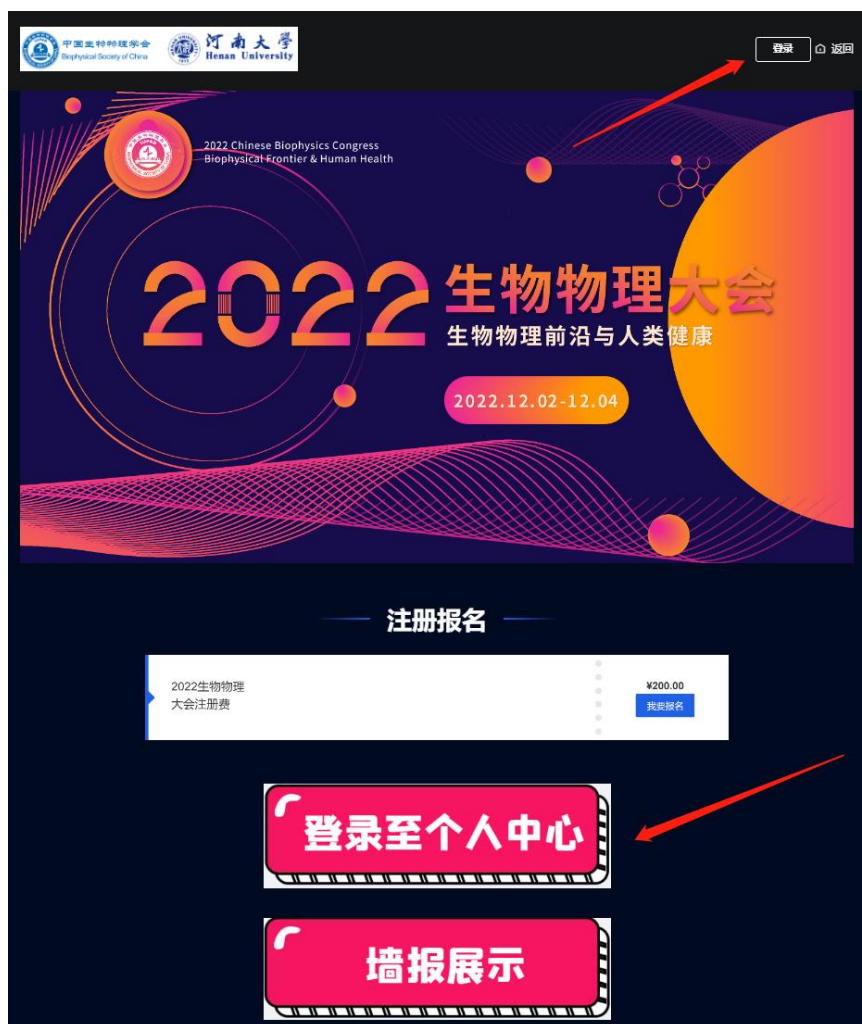 中国生物物理学会
Biophysical Society of China
河南大学
Henan University
登录
返回
2022 Chinese Biophysics Congress
Biophysical Frontier & Human Health
2022
生物物理大会
生物物理前沿与人类健康
2022.12.02-12.04
注册报名
2022生物物理
大会注册费
¥200.00
我要报名
登录至个人中心
墙报展示